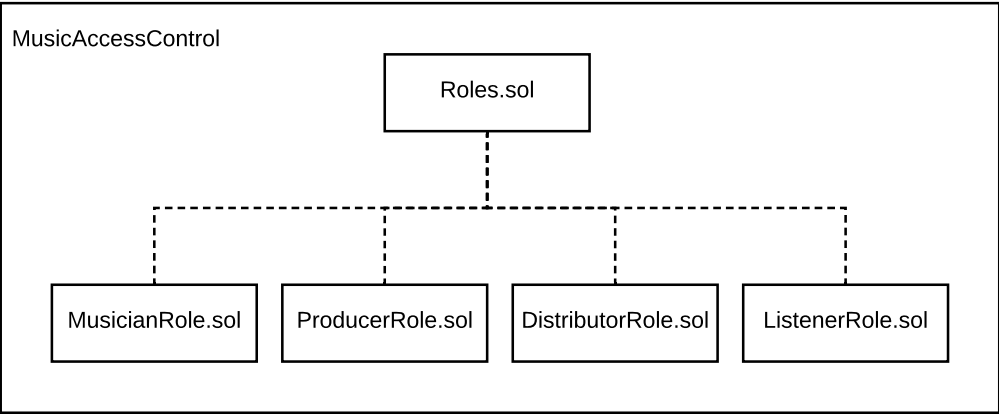 MusicAccessControl
Roles.sol
MusicianRole.sol
ProducerRole.sol
DistributorRole.sol
ListenerRole.sol